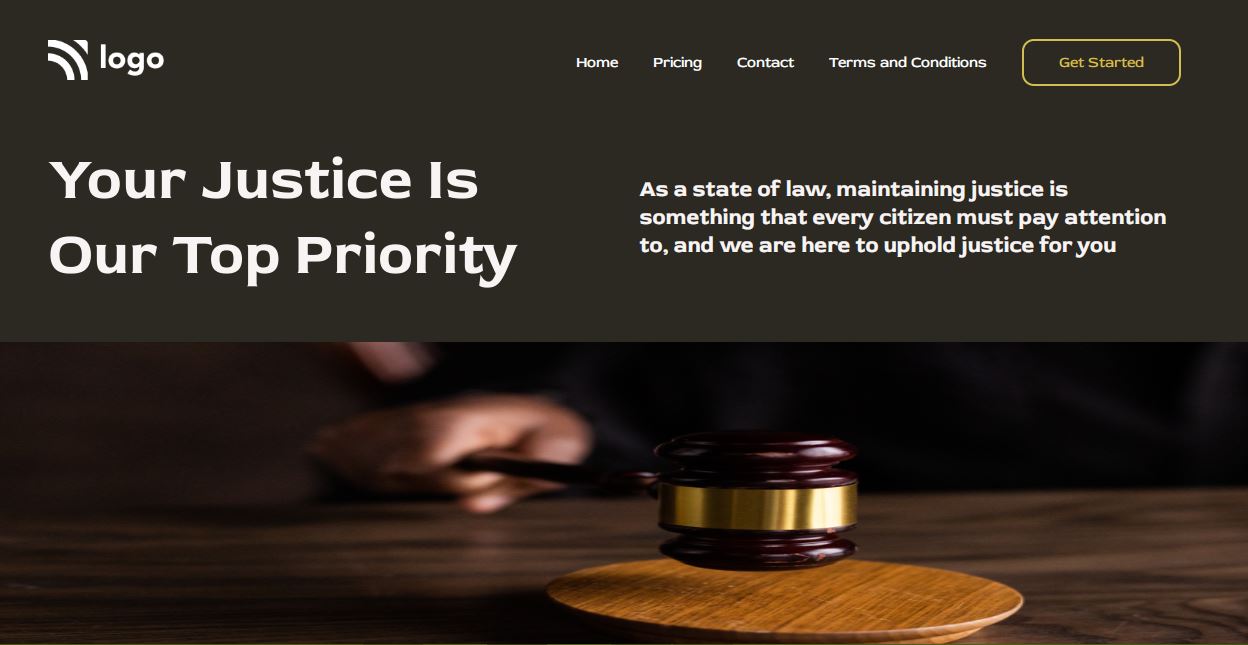 logo
Home Pricing Contact Terms and Conditions Get Started
Your Justice Is
Our Top Priority
As a state of law, maintaining justice is
something that every citizen must pay attention
to, and we are here to uphold justice for you